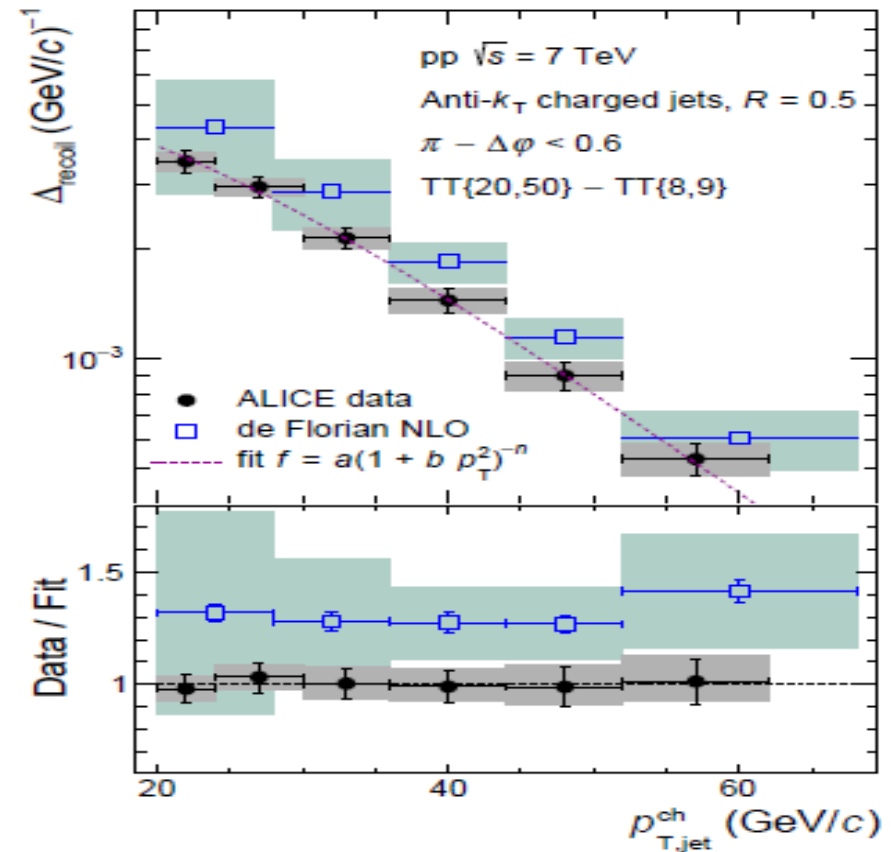 Δrecoil (GeV/c)⁻¹
pp √s = 7 TeV
Anti-kT charged jets, R = 0.5
π − Δφ < 0.6
TT{20,50} − TT{8,9}
10⁻³
ALICE data
de Florian NLO
fit f = a(1 + b pT²)⁻ⁿ
Data / Fit
1.5
1
20
40
60
pchT,jet (GeV/c)